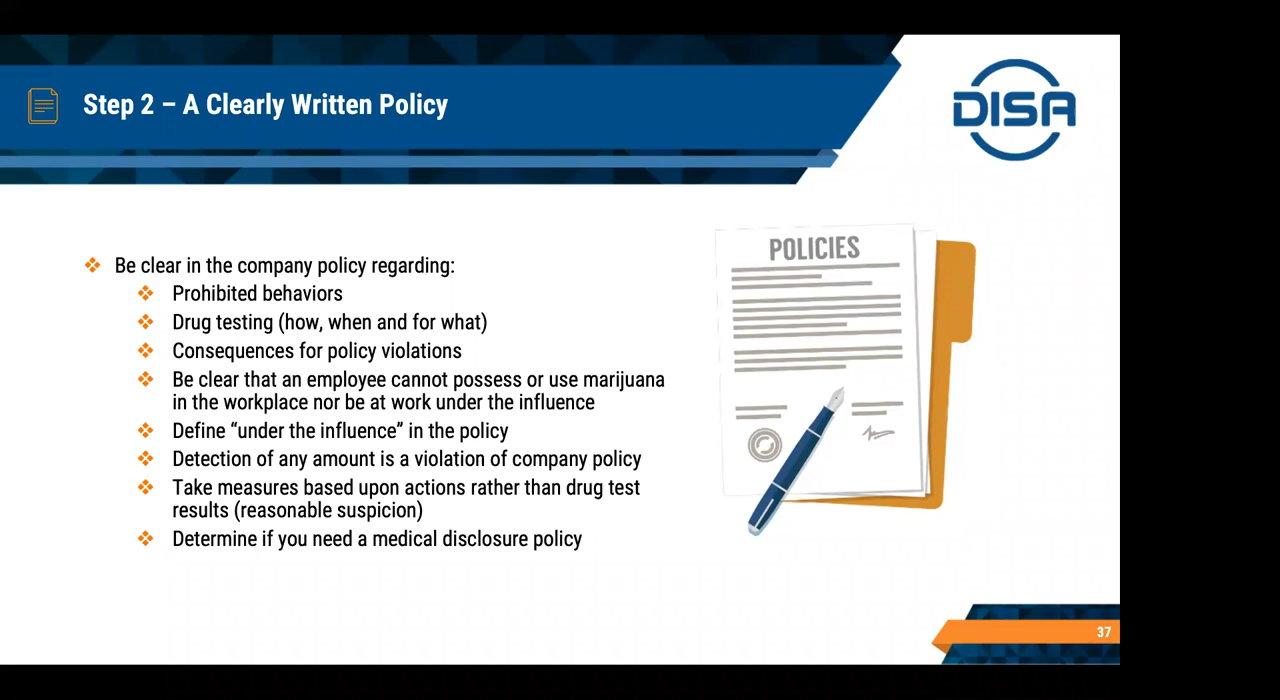 Step 2 – A Clearly Written Policy
DISA
Be clear in the company policy regarding:
Prohibited behaviors
Drug testing (how, when and for what)
Consequences for policy violations
Be clear that an employee cannot possess or use marijuana
in the workplace nor be at work under the influence
Define “under the influence” in the policy
Detection of any amount is a violation of company policy
Take measures based upon actions rather than drug test
results (reasonable suspicion)
Determine if you need a medical disclosure policy
POLICIES
37